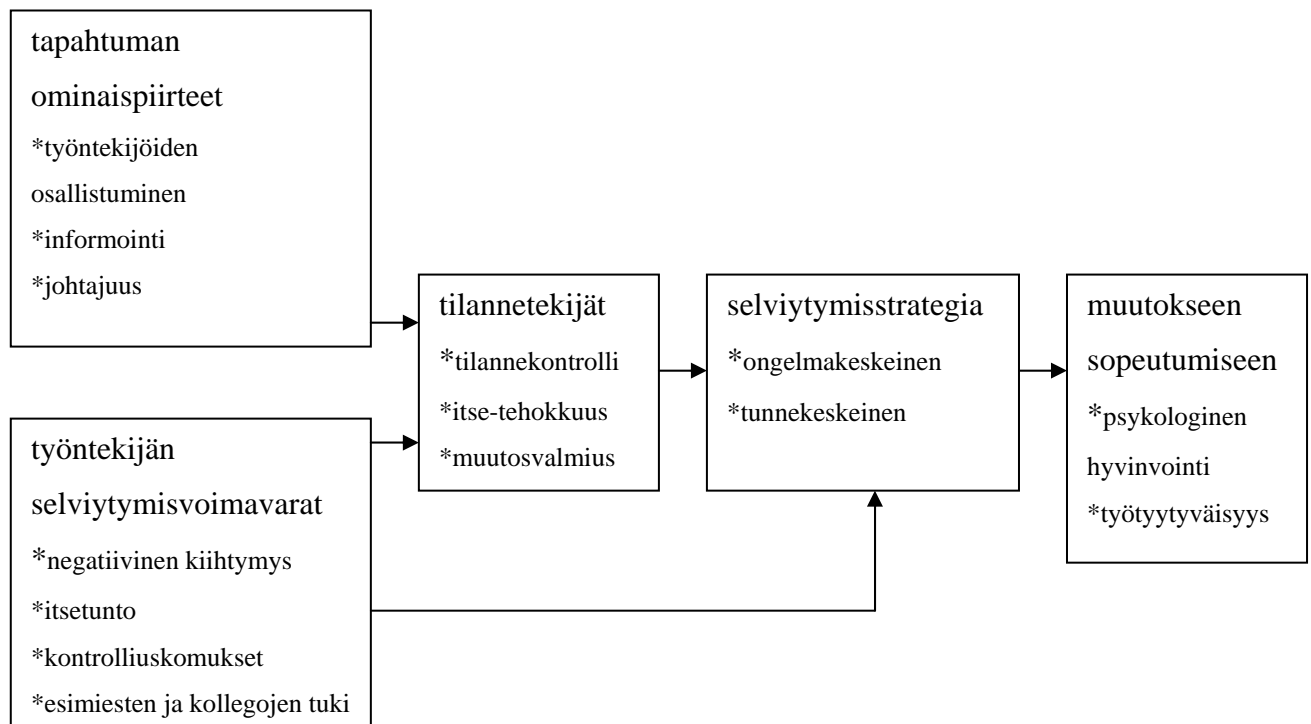 tapahtuman
ominaispiirteet
*työntekijöiden
osallistuminen
*informointi
*johtajuus
työntekijän
selviytymisvoimavarat
*negatiivinen kiihtymys
*itsetunto
*kontrolliuskomukset
*esimiesten ja kollegojen tuki
tilannetekijät
*tilannekontrolli
*itse-tehokkuus
*muutosvalmius
selviytymisstrategia
*ongelmakeskeinen
*tunnekeskeinen
muutokseen
sopeutumiseen
*psykologinen
hyvinvointi
*työtyytyväisyys